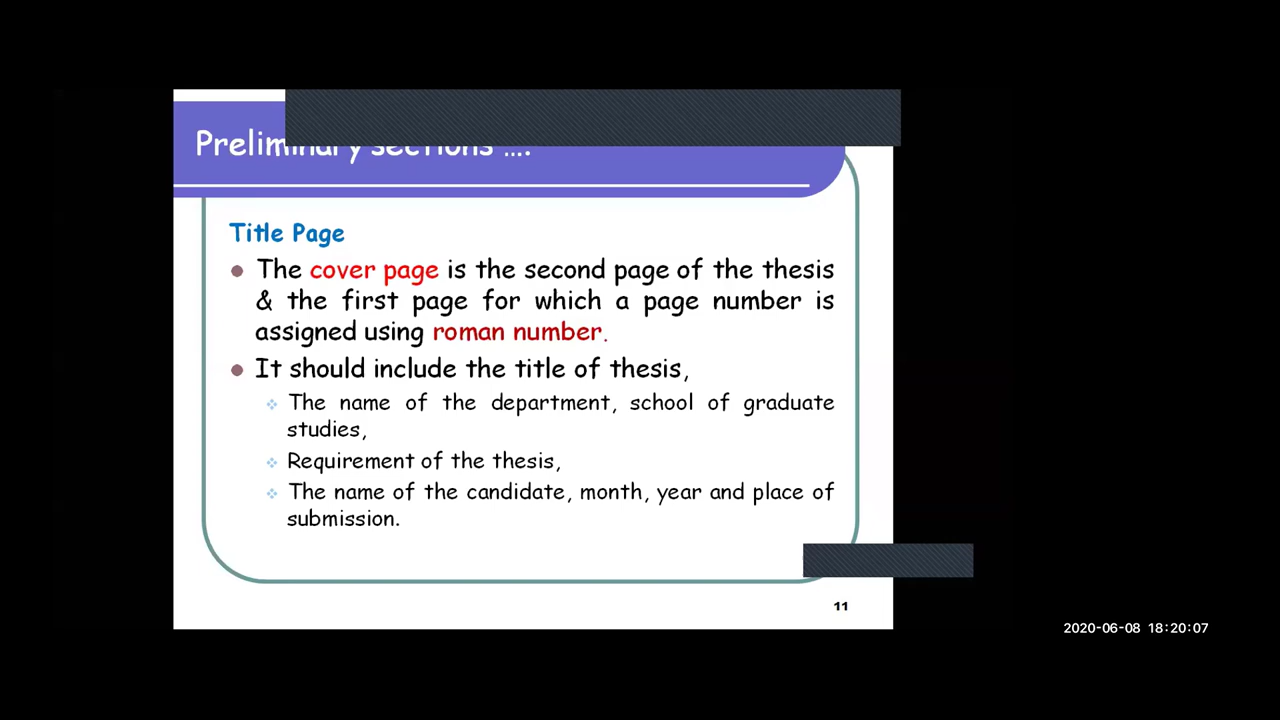 Preliminary sections ....
Title Page
The cover page is the second page of the thesis
& the first page for which a page number is
assigned using roman number.
It should include the title of thesis,
The name of the department, school of graduate
studies,
Requirement of the thesis,
The name of the candidate, month, year and place of
submission.
11
2020-06-08 18:20:07